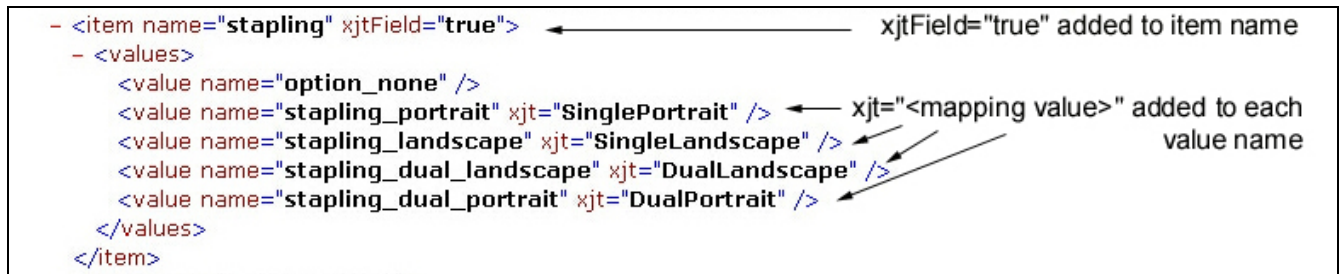 - <item name="stapling" xjtField="true"> xjtField="true" added to item name
- <values>
<value name="option_none" />
<value name="stapling_portrait" xjt="SinglePortrait" /> xjt="<mapping value>" added to each
<value name="stapling_landscape" xjt="SingleLandscape" /> value name
<value name="stapling_dual_landscape" xjt="DualLandscape" />
<value name="stapling_dual_portrait" xjt="DualPortrait" />
</values>
</item>